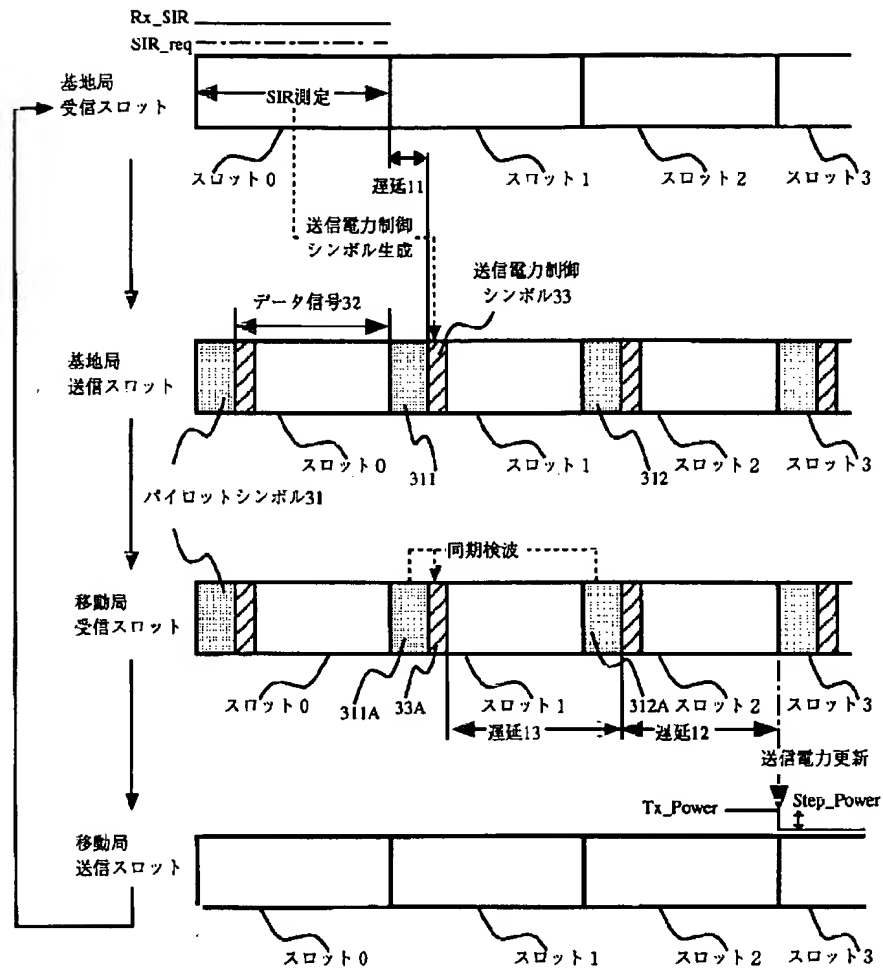 Rx_SIR
SIR_req
基地局
受信スロット
SIR測定
スロット0
遅延11
スロット1
スロット2
スロット3
送信電力制御
シンボル生成
送信電力制御
シンボル33
データ信号32
基地局
送信スロット
スロット0
311
スロット1
312
スロット2
スロット3
パイロットシンボル31
同期検波
移動局
受信スロット
スロット0
311A
33A
スロット1
312A
スロット2
スロット3
遅延13
遅延12
送信電力更新
Tx_Power
Step_Power
移動局
送信スロット
スロット0
スロット1
スロット2
スロット3